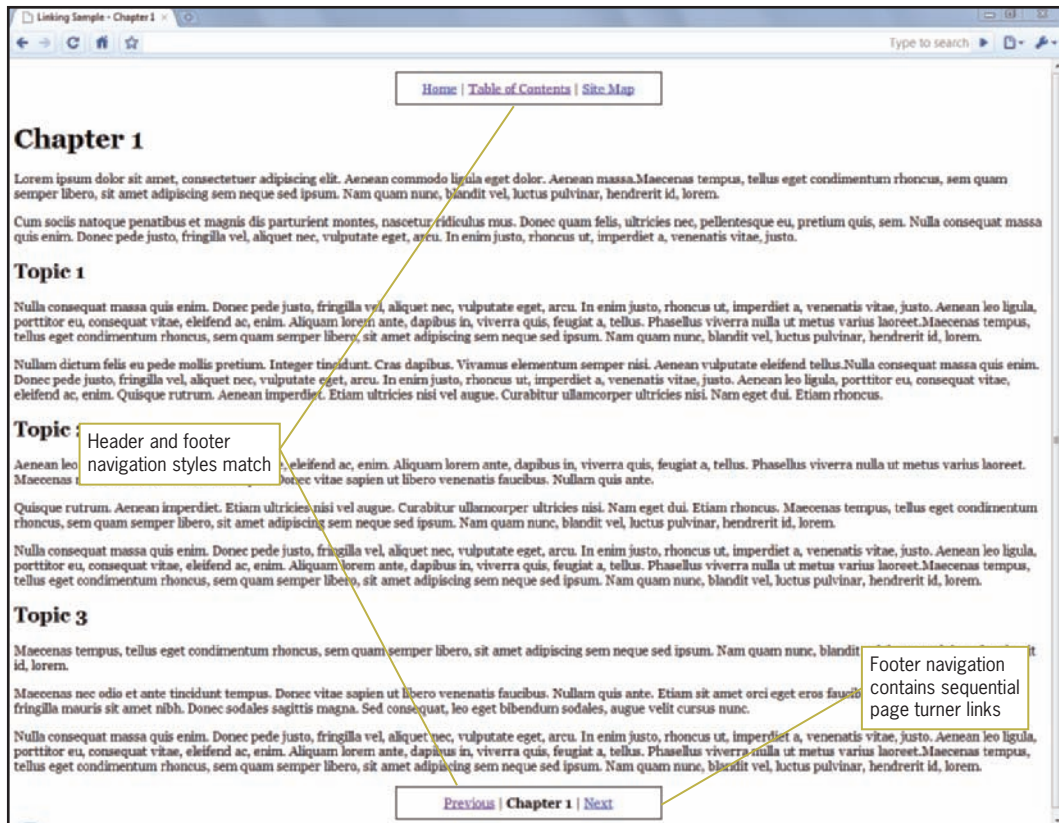 Linking Sample - Chapter 1
Type to search
Home | Table of Contents | Site Map
Chapter 1
Lorem ipsum dolor sit amet, consectetuer adipiscing elit. Aenean commodo ligula eget dolor. Aenean massa.Maecenas tempus, tellus eget condimentum rhoncus, sem quam
semper libero, sit amet adipiscing sem neque sed ipsum. Nam quam nunc, blandit vel, luctus pulvinar, hendrerit id, lorem.
Cum sociis natoque penatibus et magnis dis parturient montes, nascetur ridiculus mus. Donec quam felis, ultricies nec, pellentesque eu, pretium quis, sem. Nulla consequat massa
quis enim. Donec pede justo, fringilla vel, aliquet nec, vulputate eget, arcu. In enim justo, rhoncus ut, imperdiet a, venenatis vitae, justo.
Topic 1
Nulla consequat massa quis enim. Donec pede justo, fringilla vel, aliquet nec, vulputate eget, arcu. In enim justo, rhoncus ut, imperdiet a, venenatis vitae, justo. Aenean leo ligula,
porttitor eu, consequat vitae, eleifend ac, enim. Aliquam lorem ante, dapibus in, viverra quis, feugiat a, tellus. Phasellus viverra nulla ut metus varius laoreet.Maecenas tempus,
tellus eget condimentum rhoncus, sem quam semper libero, sit amet adipiscing sem neque sed ipsum. Nam quam nunc, blandit vel, luctus pulvinar, hendrerit id, lorem.
Nullam dictum felis eu pede mollis pretium. Integer tincidunt. Cras dapibus. Vivamus elementum semper nisi. Aenean vulputate eleifend tellus.Nulla consequat massa quis enim.
Donec pede justo, fringilla vel, aliquet nec, vulputate eget, arcu. In enim justo, rhoncus ut, imperdiet a, venenatis vitae, justo. Aenean leo ligula, porttitor eu, consequat vitae,
eleifend ac, enim. Quisque rutrum. Aenean imperdiet. Etiam ultricies nisi vel augue. Curabitur ullamcorper ultricies nisi. Nam eget dui. Etiam rhoncus.
Topic
Header and footer
navigation styles match
Aenean leo eleifend ac, enim. Aliquam lorem ante, dapibus in, viverra quis, feugiat a, tellus. Phasellus viverra nulla ut metus varius laoreet.
Maecenas Donec vitae sapien ut libero venenatis faucibus. Nullam quis ante.
Quisque rutrum. Aenean imperdiet. Etiam ultricies nisi vel augue. Curabitur ullamcorper ultricies nisi. Nam eget dui. Etiam rhoncus. Maecenas tempus, tellus eget condimentum
rhoncus, sem quam semper libero, sit amet adipiscing sem neque sed ipsum. Nam quam nunc, blandit vel, luctus pulvinar, hendrerit id, lorem.
Nulla consequat massa quis enim. Donec pede justo, fringilla vel, aliquet nec, vulputate eget, arcu. In enim justo, rhoncus ut, imperdiet a, venenatis vitae, justo. Aenean leo ligula,
porttitor eu, consequat vitae, eleifend ac, enim. Aliquam lorem ante, dapibus in, viverra quis, feugiat a, tellus. Phasellus viverra nulla ut metus varius laoreet.Maecenas tempus,
tellus eget condimentum rhoncus, sem quam semper libero, sit amet adipiscing sem neque sed ipsum. Nam quam nunc, blandit vel, luctus pulvinar, hendrerit id, lorem.
Topic 3
Maecenas tempus, tellus eget condimentum rhoncus, sem quam semper libero, sit amet adipiscing sem neque sed ipsum. Nam quam nunc, blandit
id, lorem.
Maecenas nec odio et ante tincidunt tempus. Donec vitae sapien ut libero venenatis faucibus. Nullam quis ante. Etiam sit amet orci eget eros
fringilla mauris sit amet nibh. Donec sodales sagittis magna. Sed consequat, leo eget bibendum sodales, augue velit cursus nunc.
Footer navigation
contains sequential
page turner links
Nulla consequat massa quis enim. Donec pede justo, fringilla vel, aliquet nec, vulputate eget, arcu. In enim justo, rhoncus ut, imperdiet a, venenatis vitae, justo. Aenean leo ligula,
porttitor eu, consequat vitae, eleifend ac, enim. Aliquam lorem ante, dapibus in, viverra quis, feugiat a, tellus. Phasellus viverra nulla ut metus varius laoreet.Maecenas tempus,
tellus eget condimentum rhoncus, sem quam semper libero, sit amet adipiscing sem neque sed ipsum. Nam quam nunc, blandit vel, luctus pulvinar, hendrerit id, lorem.
Previous | Chapter 1 | Next